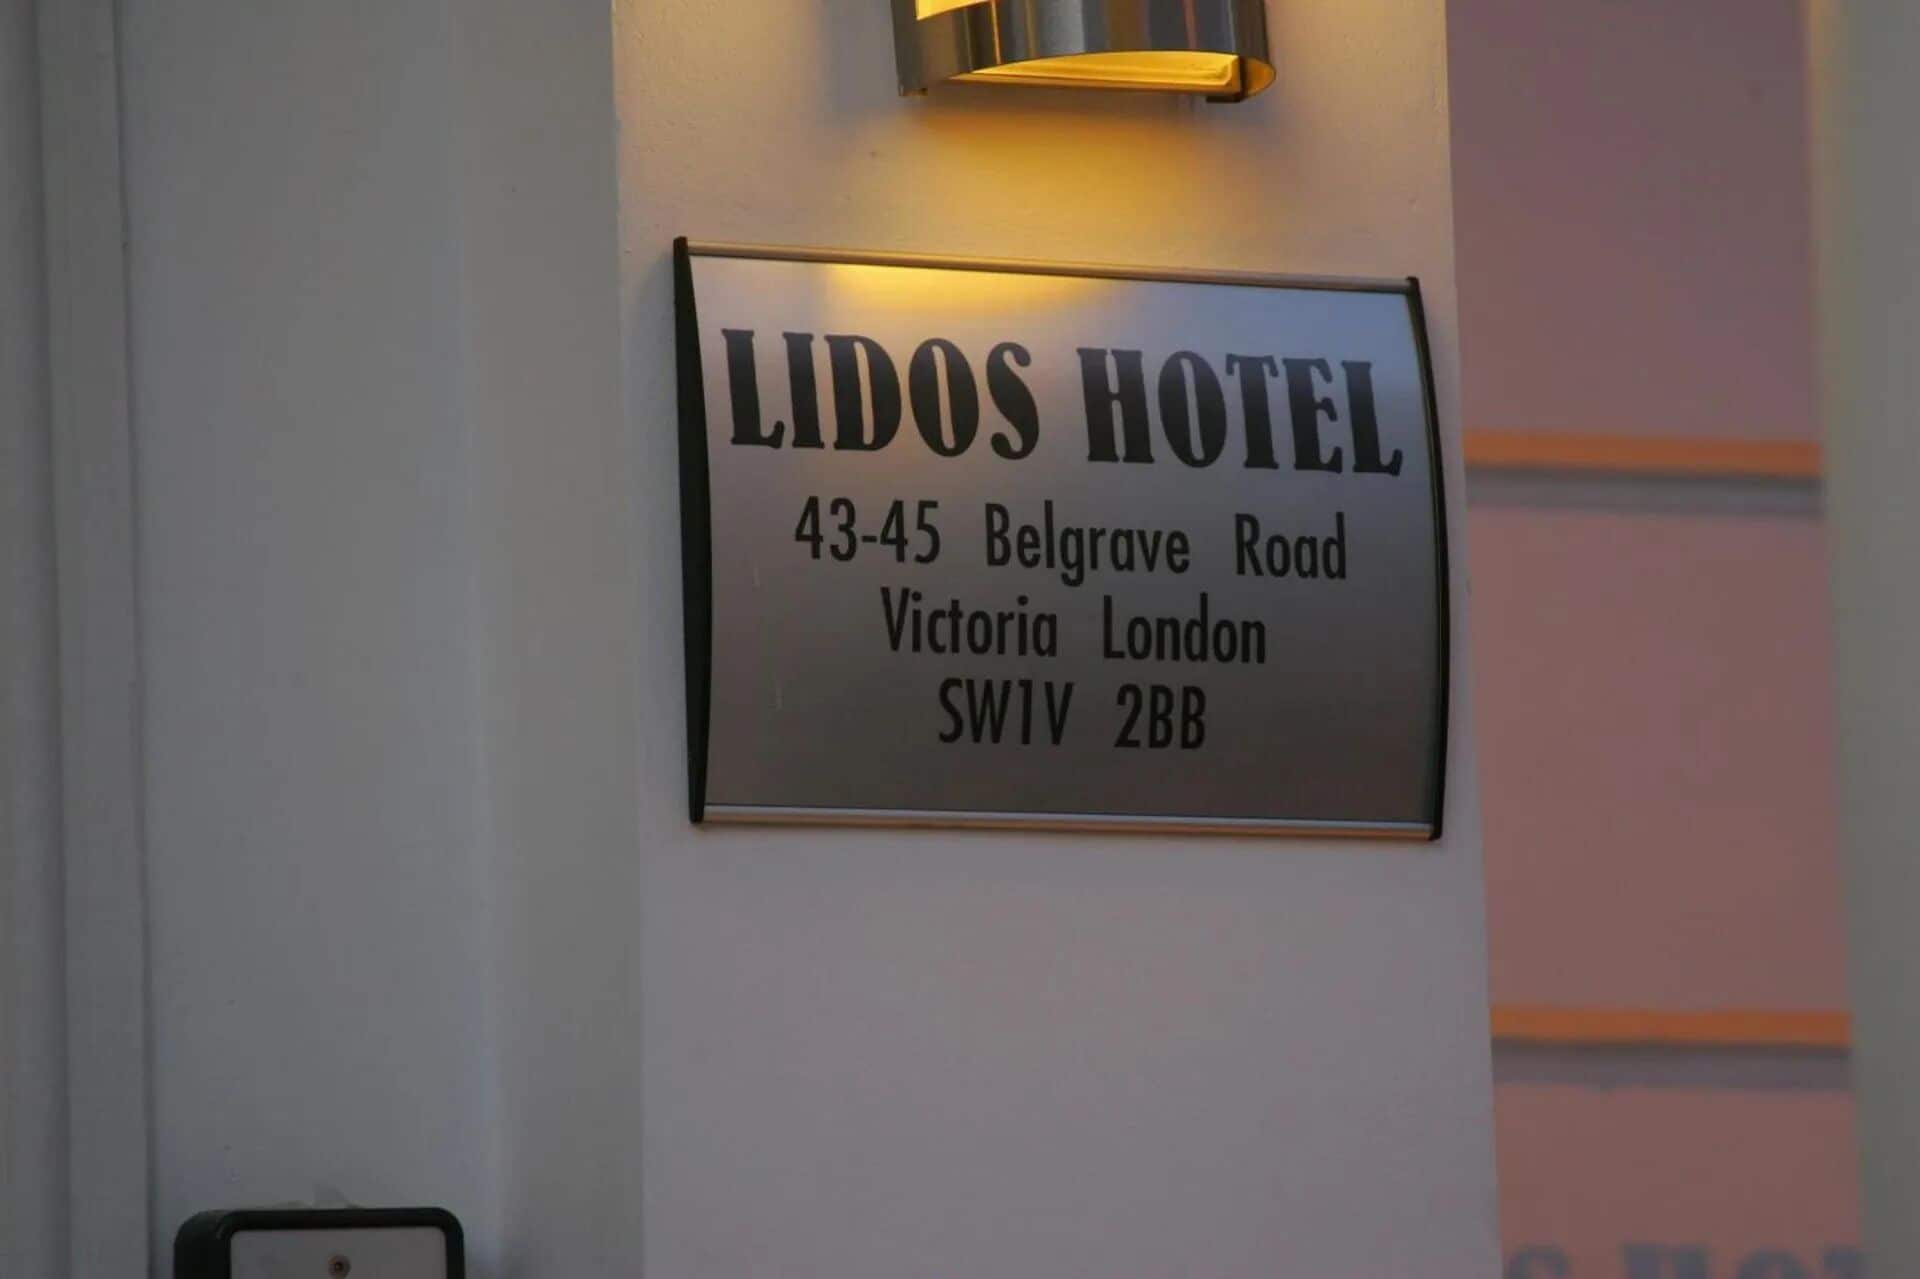 LIDOS HOTEL
43-45 Belgrave Road
Victoria London
SW1V 2BB